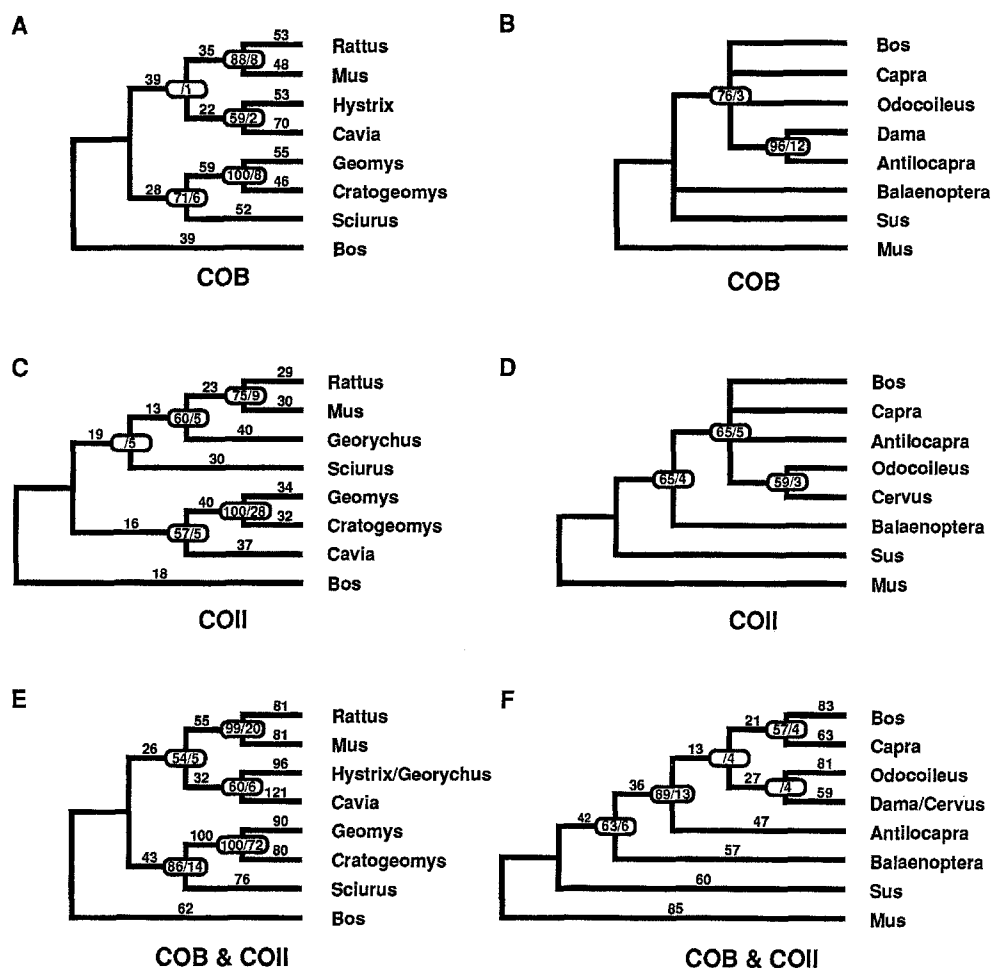 A
53
35
Rattus
88/8
48
39
Mus
/1
53
22
Hystrix
59/2
70
Cavia
55
59
Geomys
100/8
46
28
Cratogeomys
71/6
52
Sciurus
39
Bos
COB
B
Bos
Capra
76/3
Odocoileus
Dama
96/12
Antilocapra
Balaenoptera
Sus
Mus
COB
C
29
23
Rattus
75/9
30
13
Mus
60/5
40
19
Georychus
/5
30
Sciurus
34
40
Geomys
100/28
32
16
Cratogeomys
57/5
37
Cavia
18
Bos
COII
D
Bos
Capra
65/5
Antilocapra
Odocoileus
65/4
59/3
Cervus
Balaenoptera
Sus
Mus
COII
E
81
55
Rattus
99/20
81
26
Mus
54/5
96
32
Hystrix/Georychus
60/6
121
Cavia
90
100
Geomys
100/72
80
43
Cratogeomys
86/14
76
Sciurus
62
Bos
COB & COII
F
83
21
Bos
57/4
63
13
Capra
/4
81
27
Odocoileus
/4
59
36
Dama/Cervus
69/13
47
42
Antilocapra
63/6
57
Balaenoptera
60
Sus
85
Mus
COB & COII